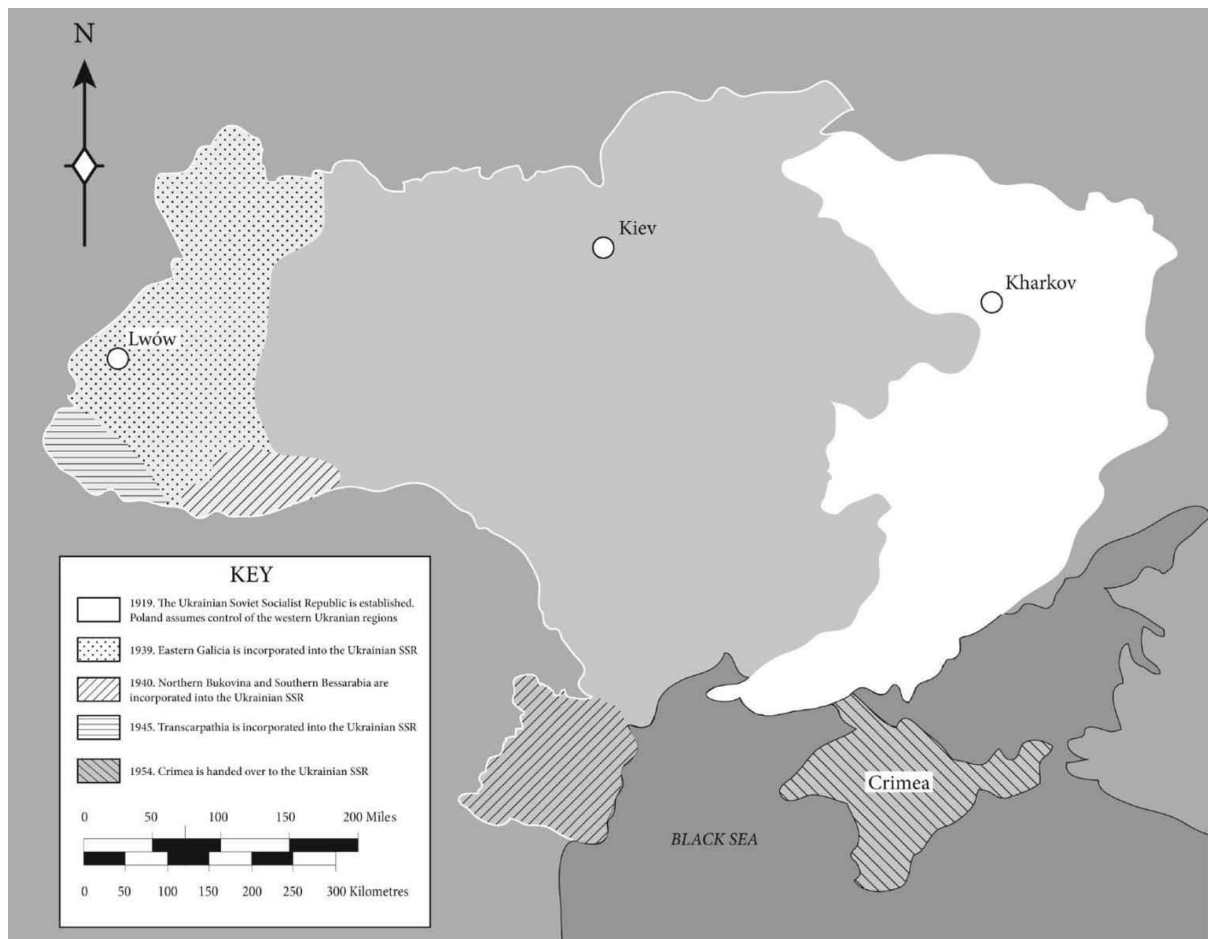 N
Kiev
Kharkov
Lwów
KEY
1919. The Ukrainian Soviet Socialist Republic is established.
Poland assumes control of the western Ukranian regions
1939. Eastern Galicia is incorporated into the Ukrainian SSR
1940. Northern Bukovina and Southern Bessarabia are
incorporated into the Ukrainian SSR
1945. Transcarpathia is incorporated into the Ukrainian SSR
1954. Crimea is handed over to the Ukrainian SSR
0 50 100 150 200 Miles
0 50 100 150 200 250 300 Kilometres
Crimea
BLACK SEA